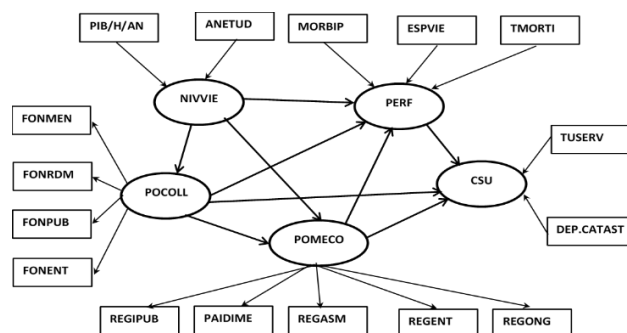 PIB/H/AN
ANETUD
MORBIP
ESPVIE
TMORTI
NIVVIE
PERF
FONMEN
TUSERV
FONRDM
POCOLL
CSU
FONPUB
DEP.CATAST
POMECO
FONENT
REGIPUB
PAIDIME
REGASM
REGENT
REGONG